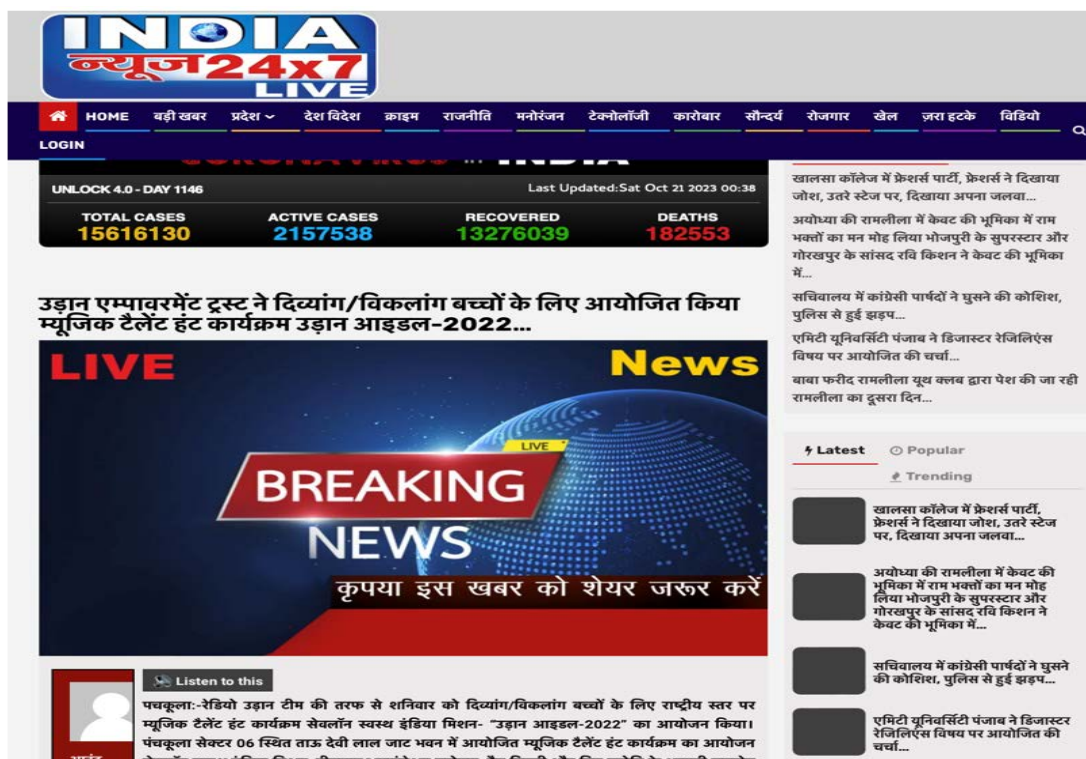 INDIA
न्यूज24x7
LIVE
HOME बड़ी खबर प्रदेश देश विदेश क्राइम राजनीति मनोरंजन टेक्नोलॉजी कारोबार सौन्दर्य रोजगार खेल ज़रा हटके विडियो
LOGIN
UNLOCK 4.0 - DAY 1146
Last Updated:Sat Oct 21 2023 00:38
TOTAL CASES ACTIVE CASES RECOVERED DEATHS
15616130 2157538 13276039 182553
उड़ान एम्पावरमेंट ट्रस्ट ने दिव्यांग/विकलांग बच्चों के लिए आयोजित किया
म्यूजिक टैलेंट हंट कार्यक्रम उड़ान आइडल-2022...
LIVE News
LIVE
BREAKING
NEWS
कृपया इस खबर को शेयर जरूर करें
Listen to this
पचकूला:-रेडियो उड़ान टीम की तरफ से शनिवार को दिव्यांग/विकलांग बच्चों के लिए राष्ट्रीय स्तर पर
म्यूजिक टैलेंट हंट कार्यक्रम सेवलॉन स्वस्थ इंडिया मिशन- “उड़ान आइडल-2022” का आयोजन किया।
पंचकूला सेक्टर 06 स्थित ताऊ देवी लाल जाट भवन में आयोजित म्यूजिक टैलेंट हंट कार्यक्रम का आयोजन
खालसा कॉलेज में फ्रेशर्स पार्टी, फ्रेशर्स ने दिखाया
जोश, उतरे स्टेज पर, दिखाया अपना जलवा...
अयोध्या की रामलीला में केवट की भूमिका में राम
भक्तों का मन मोह लिया भोजपुरी के सुपरस्टार और
गोरखपुर के सांसद रवि किशन ने केवट की भूमिका
में...
सचिवालय में कांग्रेसी पार्षदों ने घुसने की कोशिश,
पुलिस से हुई झड़प...
एमिटी यूनिवर्सिटी पंजाब ने डिजास्टर रेजिलिएंस
विषय पर आयोजित की चर्चा...
बाबा फरीद रामलीला यूथ क्लब द्वारा पेश की जा रही
रामलीला का दूसरा दिन...
Latest Popular
Trending
खालसा कॉलेज में फ्रेशर्स पार्टी,
फ्रेशर्स ने दिखाया जोश, उतरे स्टेज
पर, दिखाया अपना जलवा...
अयोध्या की रामलीला में केवट की
भूमिका में राम भक्तों का मन मोह
लिया भोजपुरी के सुपरस्टार और
गोरखपुर के सांसद रवि किशन ने
केवट की भूमिका में...
सचिवालय में कांग्रेसी पार्षदों ने घुसने
की कोशिश, पुलिस से हुई झड़प...
एमिटी यूनिवर्सिटी पंजाब ने डिजास्टर
रेजिलिएंस विषय पर आयोजित की
चर्चा...